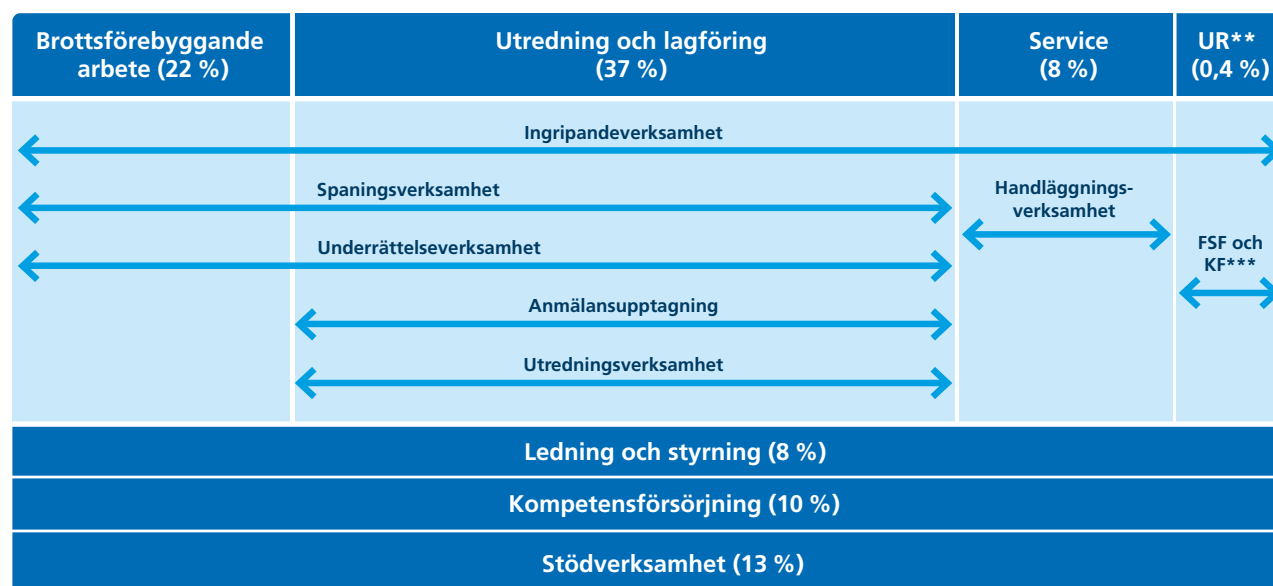 Brottsförebyggande
arbete (22 %)
Utredning och lagföring
(37 %)
Service
(8 %)
UR**
(0,4 %)
Ingripandeverksamhet
Spaningsverksamhet
Handläggnings-
verksamhet
Underrättelseverksamhet
FSF och
KF***
Anmälansupptagning
Utredningsverksamhet
Ledning och styrning (8 %)
Kompetensförsörjning (10 %)
Stödverksamhet (13 %)